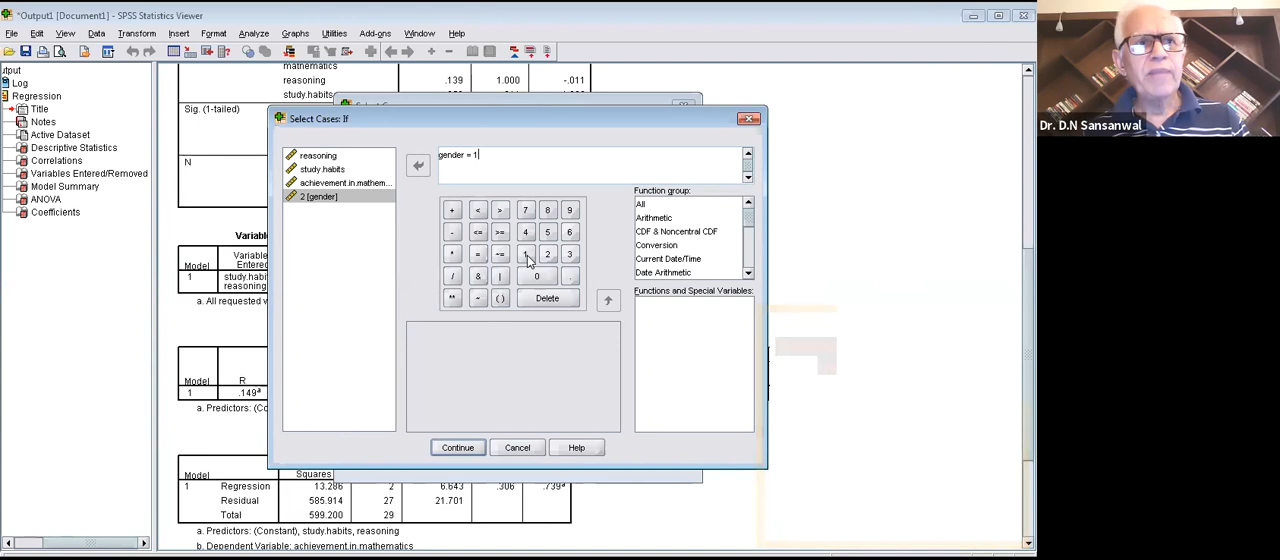 *Output1 [Document1] - SPSS Statistics Viewer
File Edit View Data Transform Insert Format Analyze Graphs Utilities Add-ons Window Help
utput
Log
Regression
Title
Notes
Active Dataset
Descriptive Statistics
Correlations
Variables Entered/Removed
Model Summary
ANOVA
Coefficients
mathematics
reasoning .139 1.000 -.011
study.habits
Sig. (1-tailed)
N
Variab
Model Variabl Entered
1 study.hab reasoning
a. All requested v
Model R
1 .149ª
a. Predictors: (Co
Model Squares
1 Regression 13.286 2 6.643 .306 .739ª
Residual 585.914 27 21.701
Total 599.200 29
a. Predictors: (Constant), study.habits, reasoning
b. Dependent Variable: achievement.in.mathematics
Select Cases: If
reasoning
study.habits
achievement.in.mathem...
2 [gender]
gender = 1
+ < > 7 8 9
- <= >= 4 5 6
* = ~= 1 2 3
/ & | 0 .
** ~ ( ) Delete
Function group:
All
Arithmetic
CDF & Noncentral CDF
Conversion
Current Date/Time
Date Arithmetic
Functions and Special Variables:
Continue Cancel Help
Dr. D.N Sansanwal